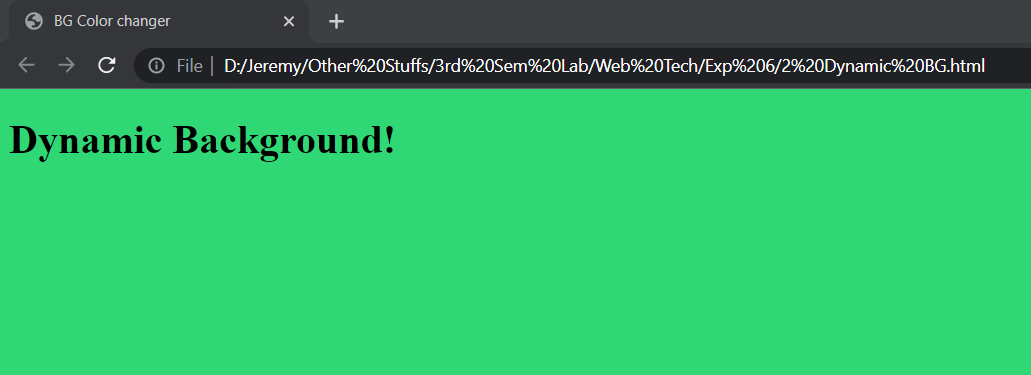 BG Color changer
File D:/Jeremy/Other%20Stuffs/3rd%20Sem%20Lab/Web%20Tech/Exp%206/2%20Dynamic%20BG.html
Dynamic Background!